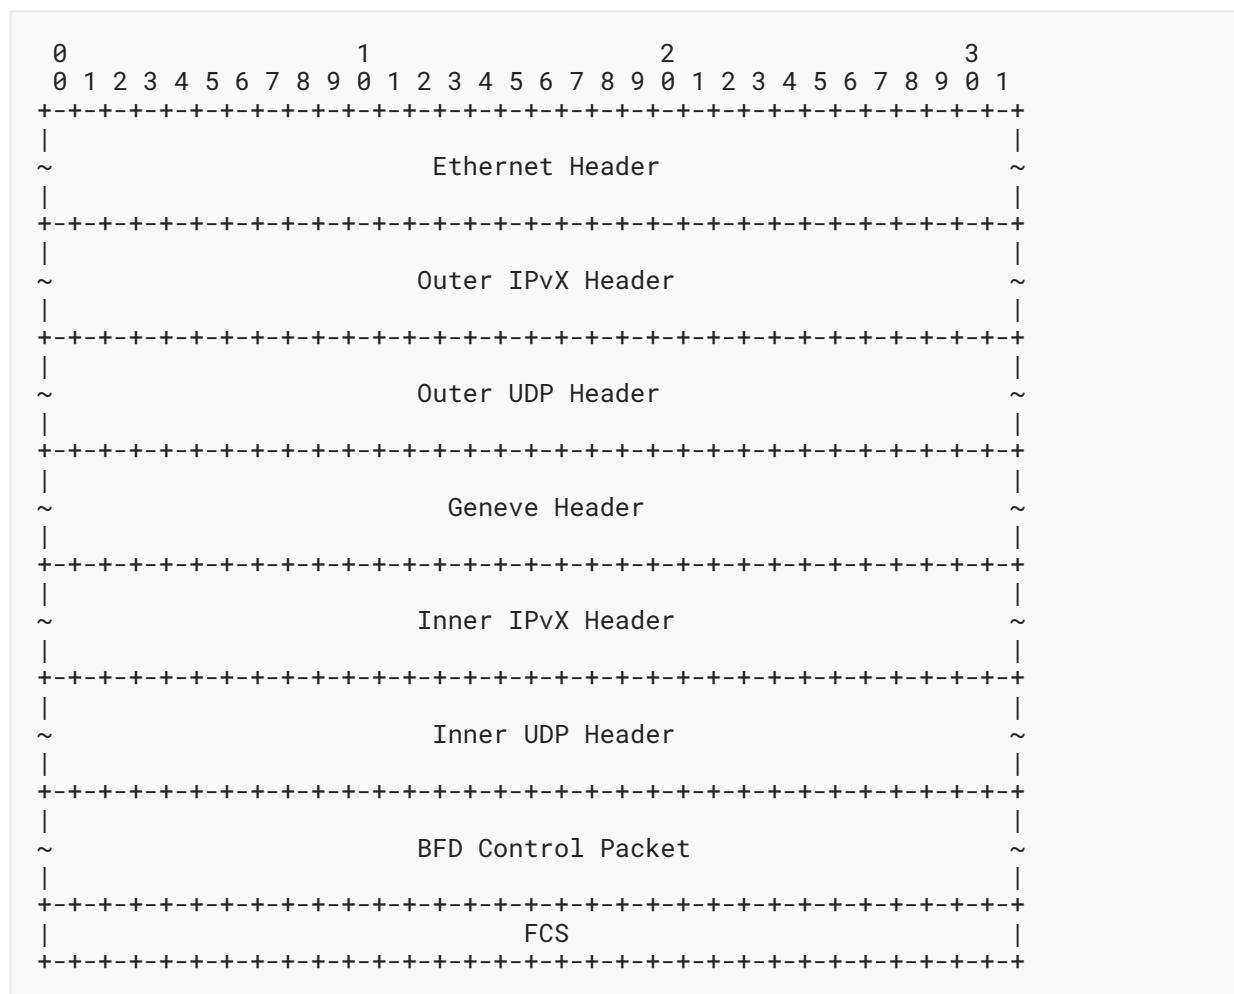 0                   1                   2                   3
 0 1 2 3 4 5 6 7 8 9 0 1 2 3 4 5 6 7 8 9 0 1 2 3 4 5 6 7 8 9 0 1
+-+-+-+-+-+-+-+-+-+-+-+-+-+-+-+-+-+-+-+-+-+-+-+-+-+-+-+-+-+-+-+-+
|                                                               |
~                         Ethernet Header                       ~
|                                                               |
+-+-+-+-+-+-+-+-+-+-+-+-+-+-+-+-+-+-+-+-+-+-+-+-+-+-+-+-+-+-+-+-+
|                                                               |
~                        Outer IPvX Header                      ~
|                                                               |
+-+-+-+-+-+-+-+-+-+-+-+-+-+-+-+-+-+-+-+-+-+-+-+-+-+-+-+-+-+-+-+-+
|                                                               |
~                        Outer UDP Header                       ~
|                                                               |
+-+-+-+-+-+-+-+-+-+-+-+-+-+-+-+-+-+-+-+-+-+-+-+-+-+-+-+-+-+-+-+-+
|                                                               |
~                          Geneve Header                        ~
|                                                               |
+-+-+-+-+-+-+-+-+-+-+-+-+-+-+-+-+-+-+-+-+-+-+-+-+-+-+-+-+-+-+-+-+
|                                                               |
~                        Inner IPvX Header                      ~
|                                                               |
+-+-+-+-+-+-+-+-+-+-+-+-+-+-+-+-+-+-+-+-+-+-+-+-+-+-+-+-+-+-+-+-+
|                                                               |
~                         Inner UDP Header                      ~
|                                                               |
+-+-+-+-+-+-+-+-+-+-+-+-+-+-+-+-+-+-+-+-+-+-+-+-+-+-+-+-+-+-+-+-+
|                                                               |
~                        BFD Control Packet                     ~
|                                                               |
+-+-+-+-+-+-+-+-+-+-+-+-+-+-+-+-+-+-+-+-+-+-+-+-+-+-+-+-+-+-+-+-+
|                               FCS                             |
+-+-+-+-+-+-+-+-+-+-+-+-+-+-+-+-+-+-+-+-+-+-+-+-+-+-+-+-+-+-+-+-+